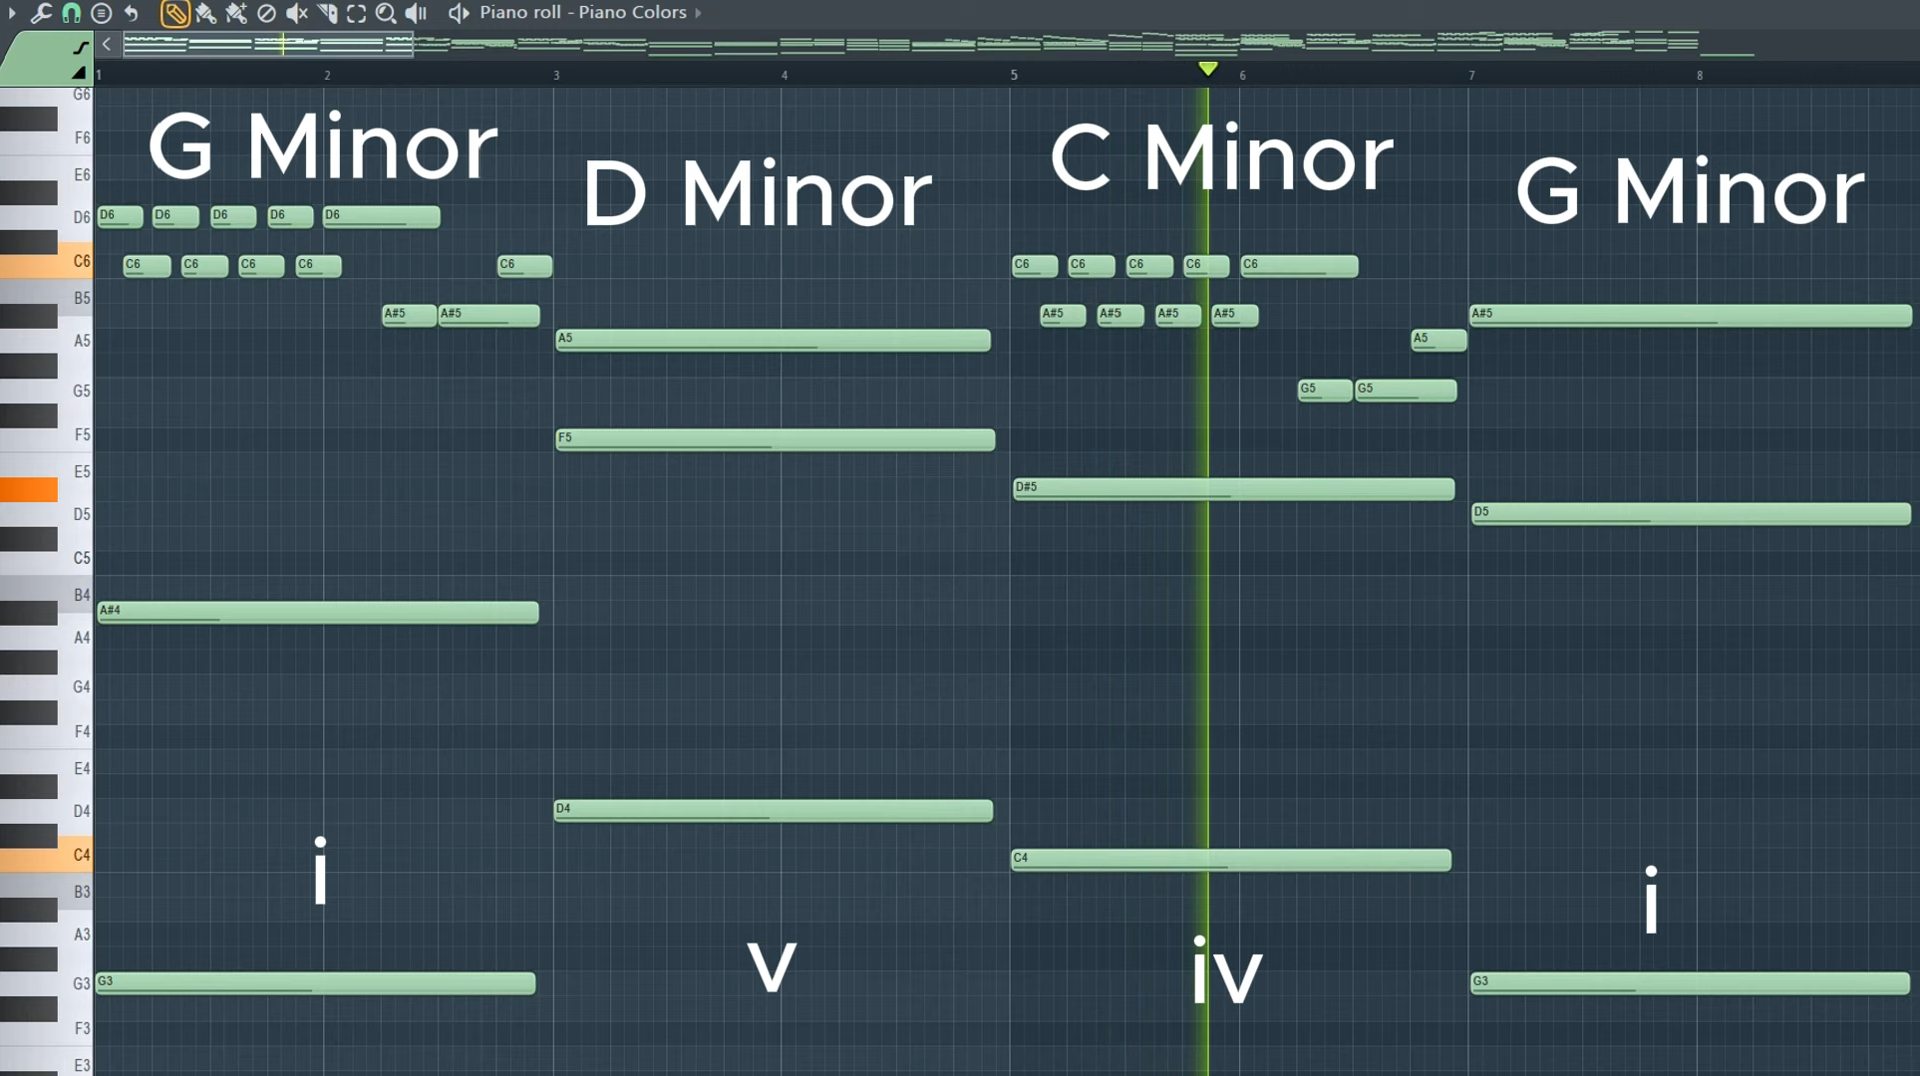 Piano roll - Piano Colors
1 2 3 4 5 6 7 8
G6
F6
E6
D6
C6
B5
A5
G5
F5
E5
D5
C5
B4
A4
G4
F4
E4
D4
C4
B3
A3
G3
F3
E3
G Minor
D Minor
C Minor
G Minor
D6 D6 D6 D6 D6
C6 C6 C6 C6 C6 C6 C6 C6 C6 C6
A#5 A#5 A#5 A#5 A#5 A#5 A#5
A5 A5
G5 G5
F5
D#5
D5
A#4
D4
C4
G3 G3
i
v
iv
i